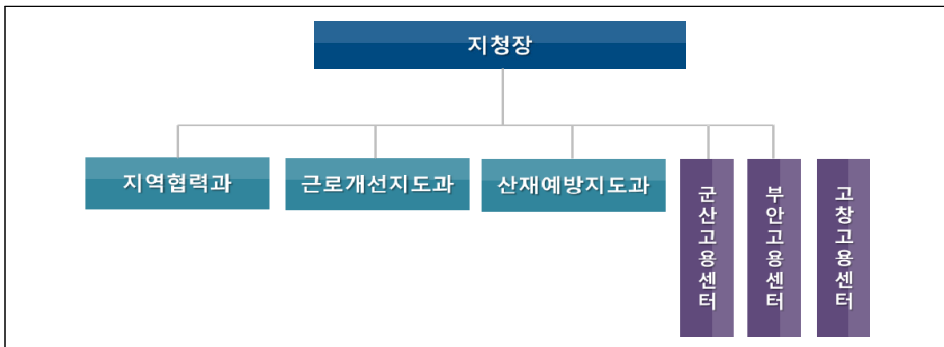 지청장
지역협력과
근로개선지도과
산재예방지도과
군산고용센터
부안고용센터
고창고용센터